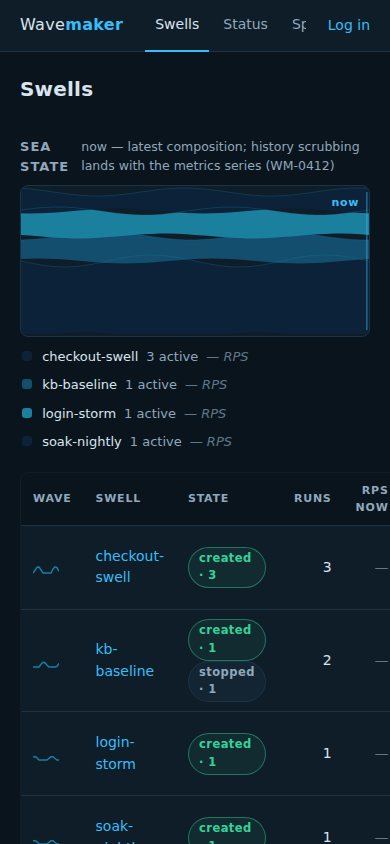 Wavemaker Swells Status Log in
Swells
SEA STATE
now — latest composition; history scrubbing
lands with the metrics series (WM-0412)
now
checkout-swell 3 active — RPS
kb-baseline 1 active — RPS
login-storm 1 active — RPS
soak-nightly 1 active — RPS
WAVE SWELL STATE RUNS RPS NOW
checkout-
swell
created
· 3
3 —
kb-
baseline
created
· 1
stopped
· 1
2 —
login-
storm
created
· 1
1 —
soak-
created
1 —